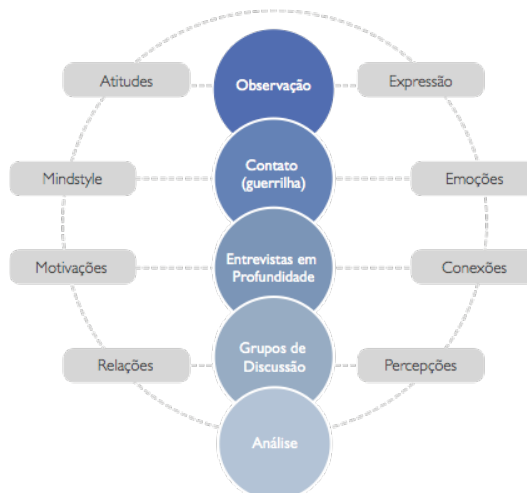 Atitudes
Observação
Expressão
Mindstyle
Contato
(guerrilha)
Emoções
Motivações
Entrevistas em
Profundidade
Conexões
Relações
Grupos de
Discussão
Percepções
Análise